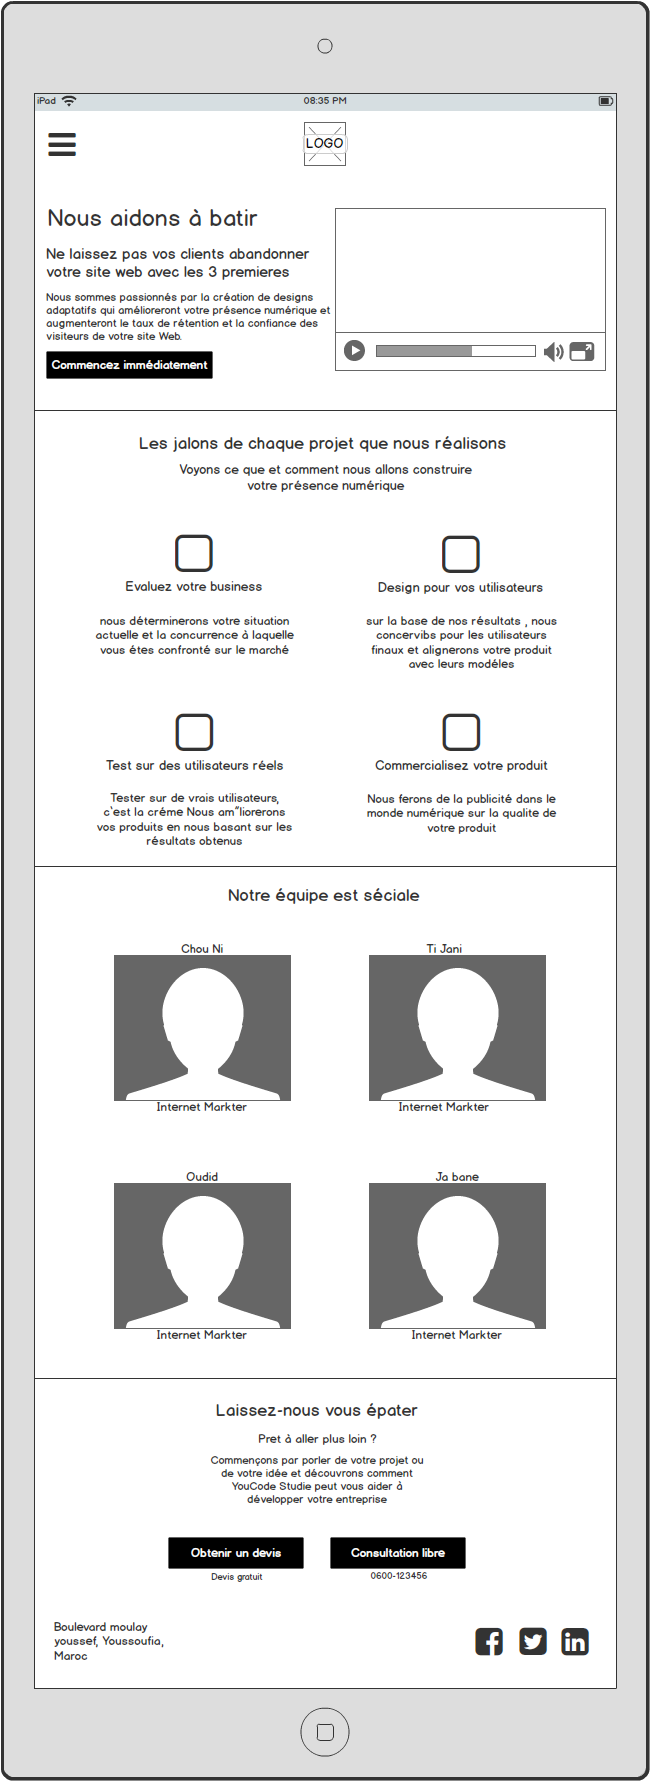 iPad
08:35 PM
LOGO
Nous aidons à batir
Ne laissez pas vos clients abandonner
votre site web avec les 3 premieres
Nous sommes passionnés par la création de designs
adaptatifs qui amélioreront votre présence numérique et
augmenteront le taux de rétention et la confiance des
visiteurs de votre site Web.
Commencez immédiatement
Les jalons de chaque projet que nous réalisons
Voyons ce que et comment nous allons construire
votre présence numérique
Evaluez votre business
nous déterminerons votre situation
actuelle et la concurrence à laquelle
vous étes confronté sur le marché
Design pour vos utilisateurs
sur la base de nos résultats , nous
concervibs pour les utilisateurs
finaux et alignerons votre produit
avec leurs modéles
Test sur des utilisateurs réels
Tester sur de vrais utilisateurs,
c`est la créme Nous am"liorerons
vos produits en nous basant sur les
résultats obtenus
Commercialisez votre produit
Nous ferons de la publicité dans le
monde numérique sur la qualite de
votre produit
Notre équipe est séciale
Chou Ni
Internet Markter
Ti Jani
Internet Markter
Oudid
Internet Markter
Ja bane
Internet Markter
Laissez-nous vous épater
Pret à aller plus loin ?
Commençons par porler de votre projet ou
de votre idée et découvrons comment
YouCode Studie peut vous aider à
développer votre entreprise
Obtenir un devis
Devis gratuit
Consultation libre
0600-123456
Boulevard moulay
youssef, Youssoufia,
Maroc